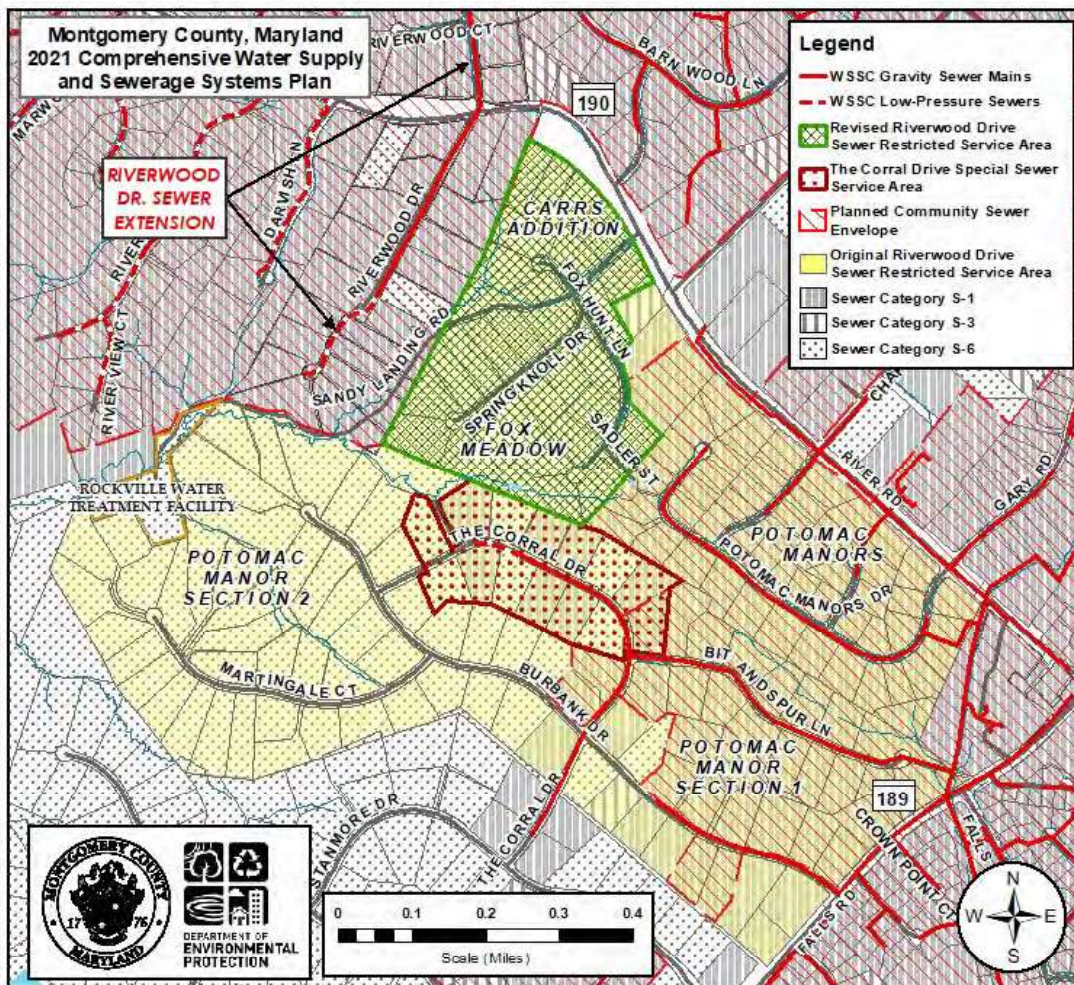 Montgomery County, Maryland
2021 Comprehensive Water Supply
and Sewerage Systems Plan
RIVERWOOD CT
BARN WOOD LN
190
Legend
WSSC Gravity Sewer Mains
WSSC Low-Pressure Sewers
Revised Riverwood Drive
Sewer Restricted Service Area
The Corral Drive Special Sewer
Service Area
Planned Community Sewer
Envelope
Original Riverwood Drive
Sewer Restricted Service Area
Sewer Category S-1
Sewer Category S-3
Sewer Category S-6
RIVERWOOD
DR. SEWER
EXTENSION
DARVISH LN
RIVERWOOD DR
RIVER VIEW CT
SANDY LANDING RD
CARRS
ADDITION
FOX HUNT LN
SPRING KNOLL DR
FOX
MEADOW
SADLER ST
RIVER RD
GARY RD
ROCKVILLE WATER
TREATMENT FACILITY
POTOMAC
MANOR
SECTION 2
THE CORRAL DR
POTOMAC
MANORS
POTOMAC MANORS DR
MARTINGALE CT
BURBANK DR
BIT AND SPUR LN
POTOMAC
MANOR
SECTION 1
189
CROWN POINT CT
FALLS RD
FALLS
STANMORE DR
THE CORRAL DR
MONTGOMERY COUNTY
17 76
MARYLAND
DEPARTMENT OF
ENVIRONMENTAL
PROTECTION
0 0.1 0.2 0.3 0.4
Scale (Miles)
N
W E
S